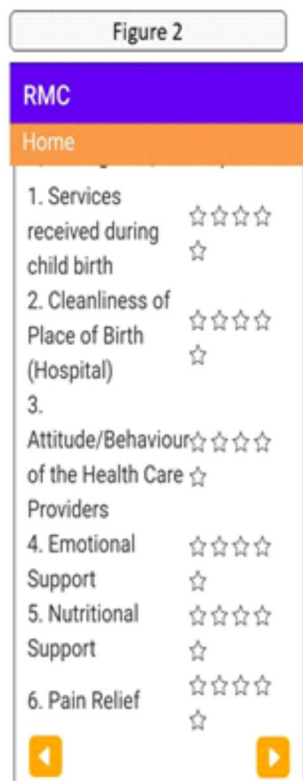 Figure 2
RMC
Home
1. Services
received during
child birth
2. Cleanliness of
Place of Birth
(Hospital)
3.
Attitude/Behaviour
of the Health Care
Providers
4. Emotional
Support
5. Nutritional
Support
6. Pain Relief